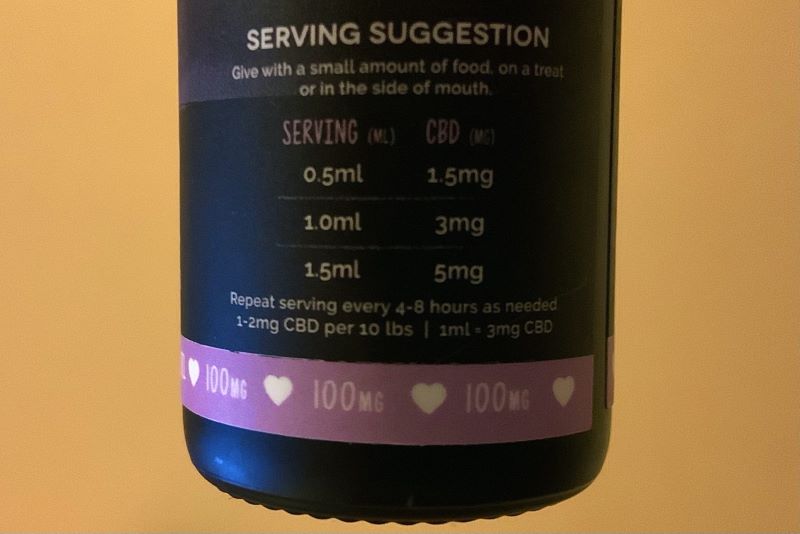 SERVING SUGGESTION
Give with a small amount of food, on a treat
or in the side of mouth.
SERVING (ML) CBD (MG)
0.5ml 1.5mg
1.0ml 3mg
1.5ml 5mg
Repeat serving every 4-8 hours as needed
1-2mg CBD per 10 lbs | 1ml = 3mg CBD
100MG 100MG 100MG